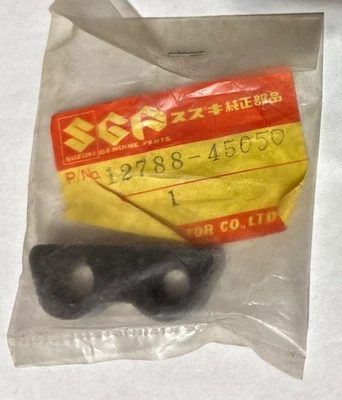 SGP スズキ純正部品
SUZUKI GENUINE PARTS
P/No. 12788-45050
1
TOR CO.,LTD